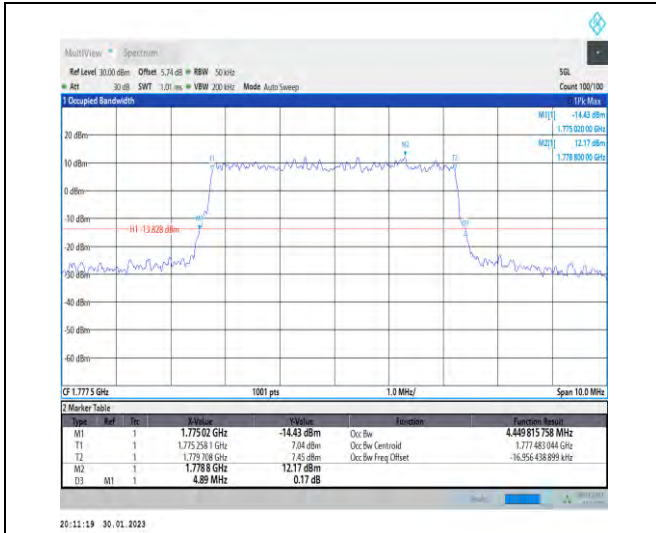 MultiView Spectrum
Ref Level 30.00 dBm Offset 5.74 dB RBW 50 kHz SGL
Att 30 dB SWT 1.01 ms VBW 200 kHz Mode Auto Sweep Count 100/100
1 Occupied Bandwidth 1Pk Max
M1[1] -14.43 dBm
1.775 020 00 GHz
20 dBm
M2[1] 12.17 dBm
1.778 800 00 GHz
M2
T1 T2
10 dBm
0 dBm
-10 dBm
H1 -13.828 dBm
-30 dBm
-40 dBm
-50 dBm
-60 dBm
CF 1.777 5 GHz 1001 pts 1.0 MHz/ Span 10.0 MHz
2 Marker Table
Type Ref Trc X-Value Y-Value Function Function Result
M1 1 1.775 02 GHz -14.43 dBm Occ Bw 4.449 815 758 MHz
T1 1 1.775 258 1 GHz 7.04 dBm Occ Bw Centroid 1.777 483 044 GHz
T2 1 1.779 708 GHz 7.45 dBm Occ Bw Freq Offset -16.956 438 899 kHz
M2 1 1.778 8 GHz 12.17 dBm
D3 M1 1 4.89 MHz 0.17 dB
20:11:19 30.01.2023